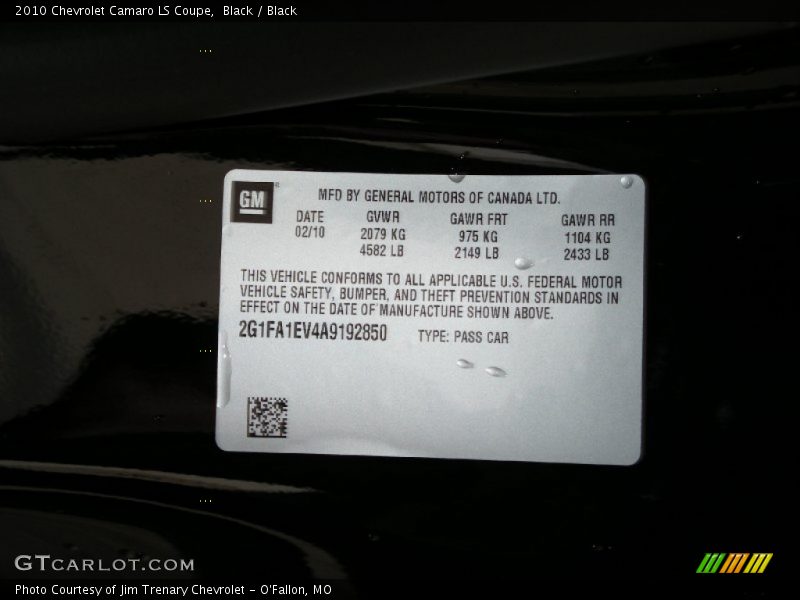 2010 Chevrolet Camaro LS Coupe,  Black / Black
GM
MFD BY GENERAL MOTORS OF CANADA LTD.
DATE GVWR GAWR FRT GAWR RR
02/10 2079 KG 975 KG 1104 KG
4582 LB 2149 LB 2433 LB
THIS VEHICLE CONFORMS TO ALL APPLICABLE U.S. FEDERAL MOTOR
VEHICLE SAFETY, BUMPER, AND THEFT PREVENTION STANDARDS IN
EFFECT ON THE DATE OF MANUFACTURE SHOWN ABOVE.
2G1FA1EV4A9192850 TYPE: PASS CAR
GTCARLOT.COM
Photo Courtesy of Jim Trenary Chevrolet - O'Fallon, MO